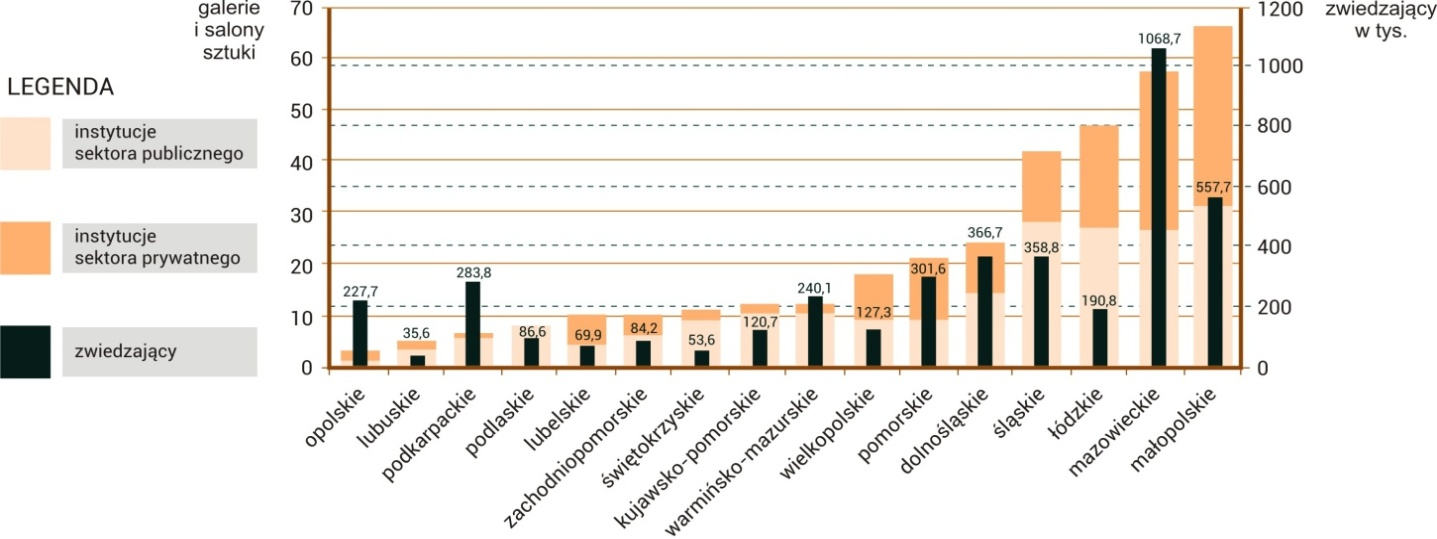 galerie
i salony
sztuki
LEGENDA
instytucje
sektora publicznego
instytucje
sektora prywatnego
zwiedzający
70
60
50
40
30
20
10
0
227,7
35,6
283,8
86,6
69,9
84,2
53,6
120,7
240,1
127,3
301,6
366,7
358,8
190,8
1068,7
557,7
1200
1000
800
600
400
200
0
zwiedzający
w tys.
opolskie
lubuskie
podkarpackie
podlaskie
lubelskie
zachodniopomorskie
świętokrzyskie
kujawsko-pomorskie
warmińsko-mazurskie
wielkopolskie
pomorskie
dolnośląskie
śląskie
łódzkie
mazowieckie
małopolskie